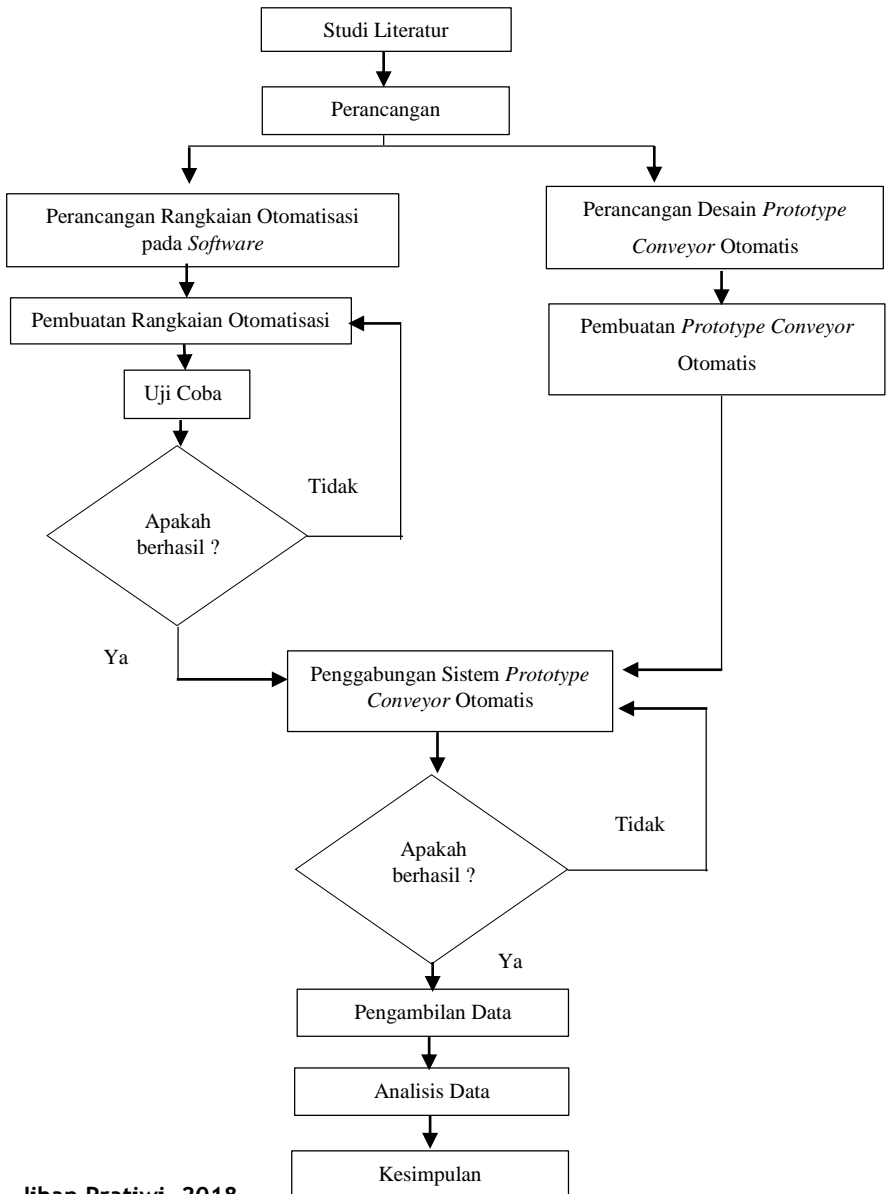 Studi Literatur
Perancangan
Perancangan Rangkaian Otomatisasi
pada Software
Perancangan Desain Prototype
Conveyor Otomatis
Pembuatan Rangkaian Otomatisasi
Pembuatan Prototype Conveyor
Otomatis
Uji Coba
Tidak
Apakah
berhasil ?
Ya
Penggabungan Sistem Prototype
Conveyor Otomatis
Tidak
Apakah
berhasil ?
Ya
Pengambilan Data
Analisis Data
Kesimpulan
Pratiwi, 2018